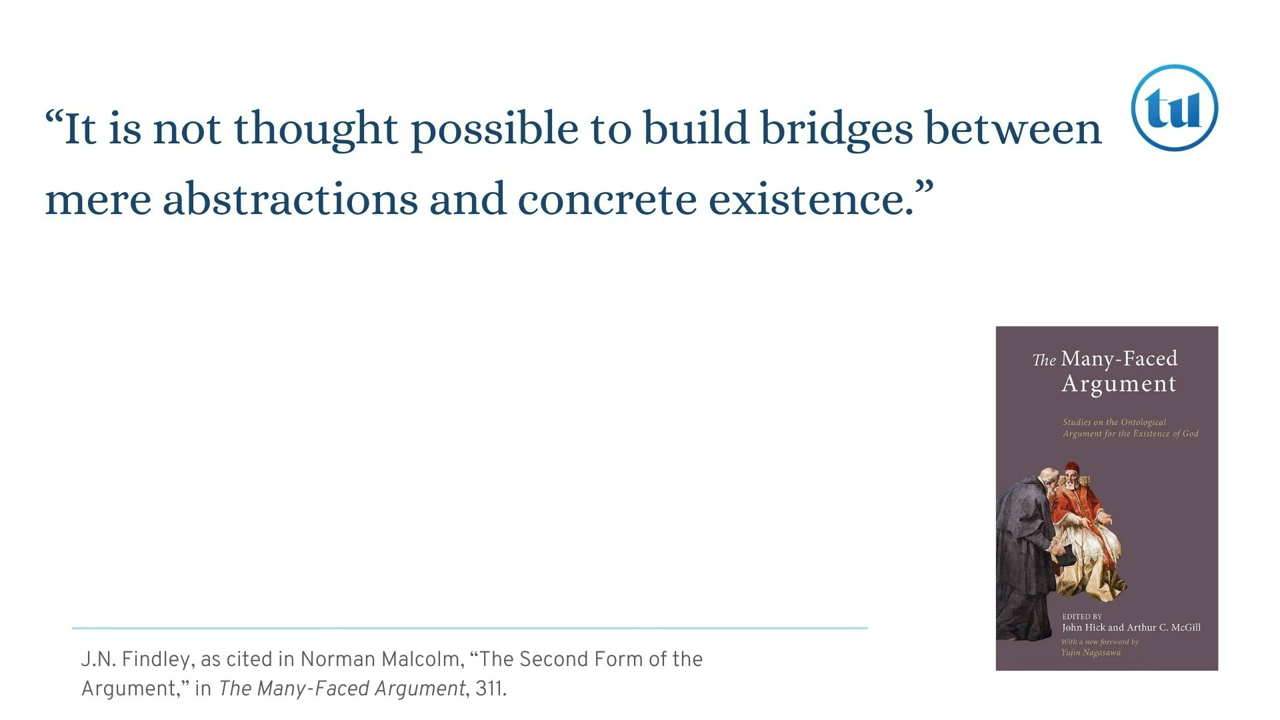 “It is not thought possible to build bridges between
mere abstractions and concrete existence.”
tu
The Many-Faced
Argument
Studies on the Ontological
Argument for the Existence of God
EDITED BY
John Hick and Arthur C. McGill
With a new foreword by
Yujin Nagasawa
J.N. Findley, as cited in Norman Malcolm, “The Second Form of the
Argument,” in The Many-Faced Argument, 311.